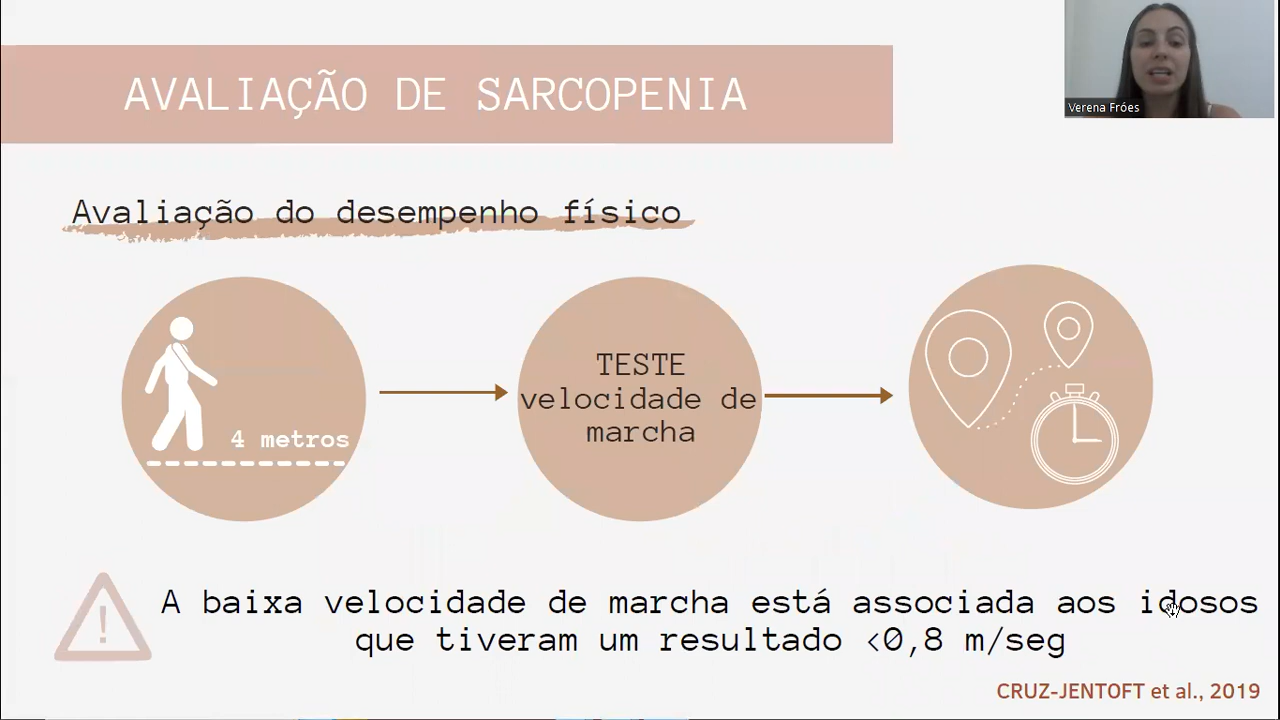 AVALIAÇÃO DE SARCOPENIA
Verena Fróes
Avaliação do desempenho físico
4 metros
TESTE
velocidade de
marcha
A baixa velocidade de marcha está associada aos idosos
que tiveram um resultado <0,8 m/seg
CRUZ-JENTOFT et al., 2019